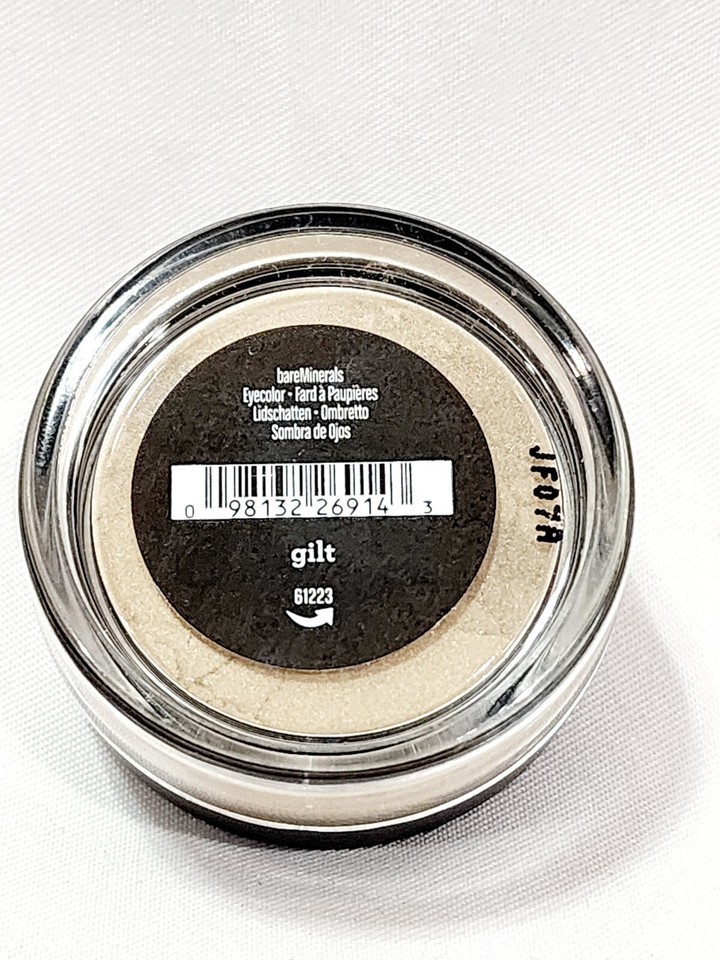 bareMinerals
Eyecolor - Fard à Paupières
Lidschatten - Ombretto
Sombra de Ojos
0 98132 26914 3
gilt
61223
JF07A